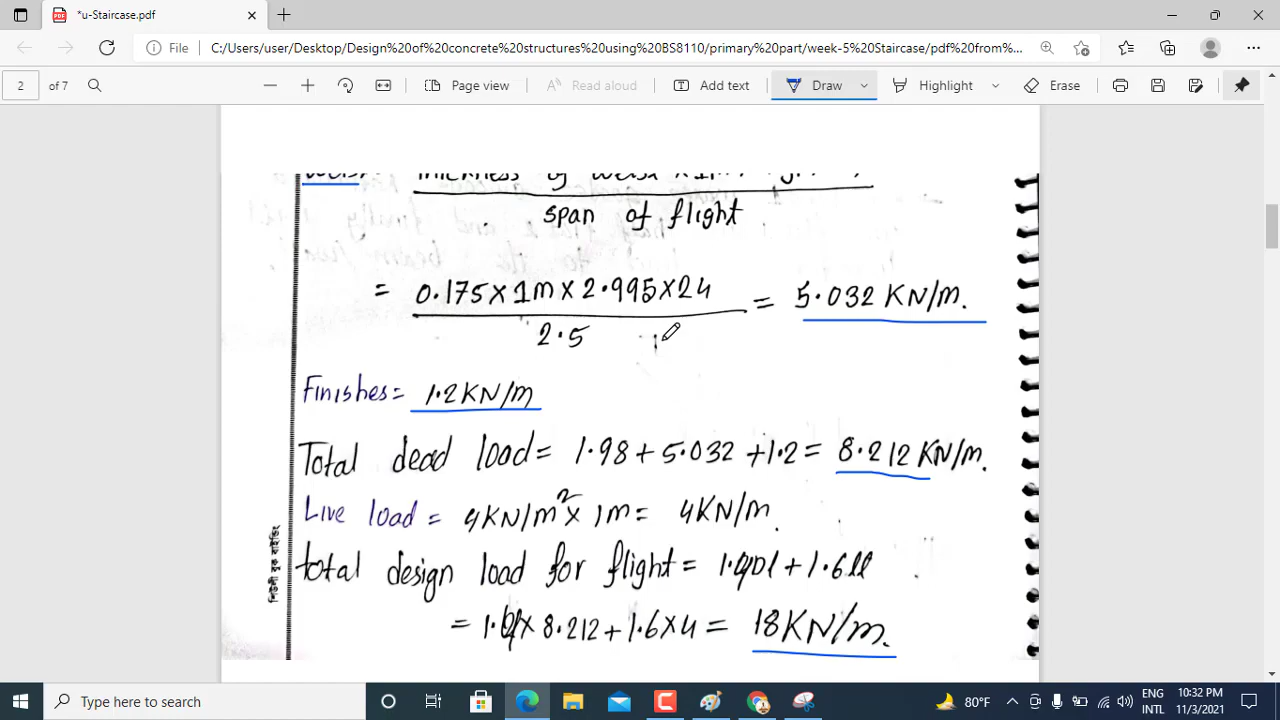 *u-Staircase.pdf
File C:/Users/user/Desktop/Design%20of%20concrete%20structures%20using%20BS8110/primary%20part/week-5%20Staircase/pdf%20from%...
2 of 7 Page view Read aloud Add text Draw Highlight Erase
span of flight
= 0.175×1m×2.995×24 = 5.032 KN/m.
2.5
Finishes= 1.2KN/m
Total dead load= 1.98+5.032+1.2= 8.212KN/m.
Live load= 4KN/m²× 1m= 4KN/m
total design load for flight= 1.4Dl+1.6ll
= 1.4× 8.212+1.6×4= 18KN/m.
Type here to search
80°F
ENG
INTL
10:32 PM
11/3/2021